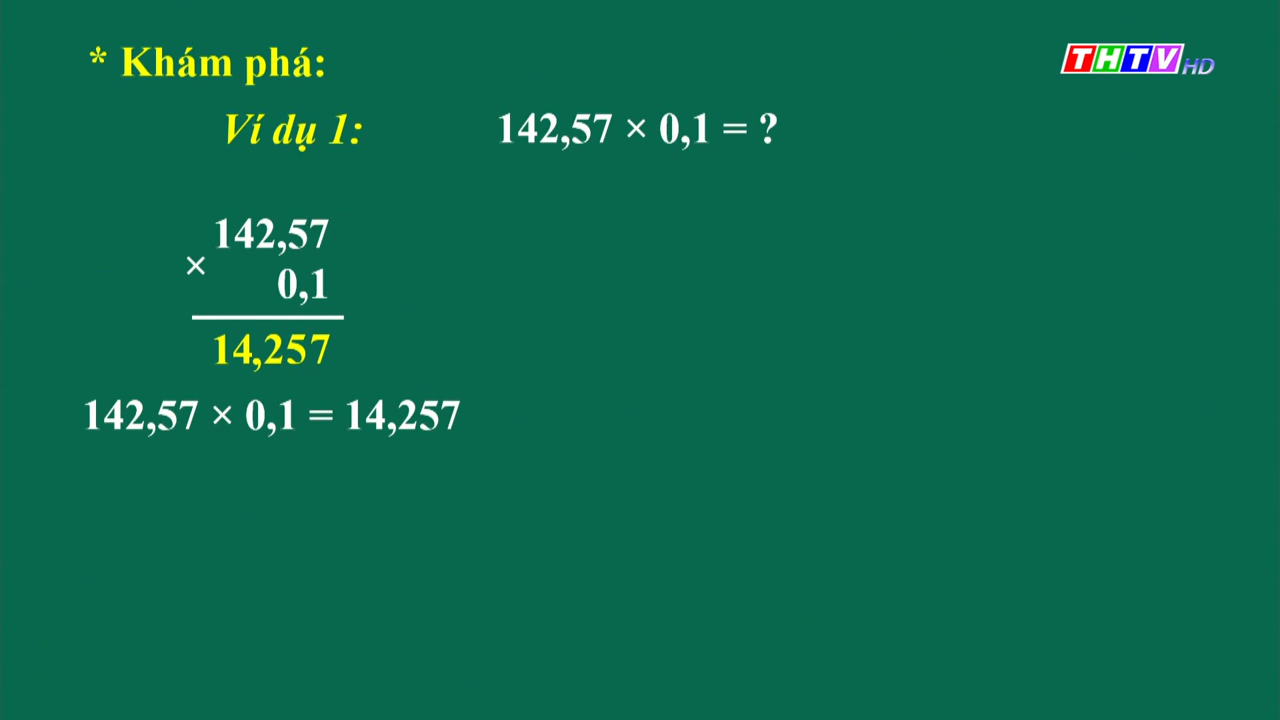 * Khám phá:
THTV HD
Ví dụ 1: 142,57 × 0,1 = ?
142,57
×
0,1
14,257
142,57 × 0,1 = 14,257